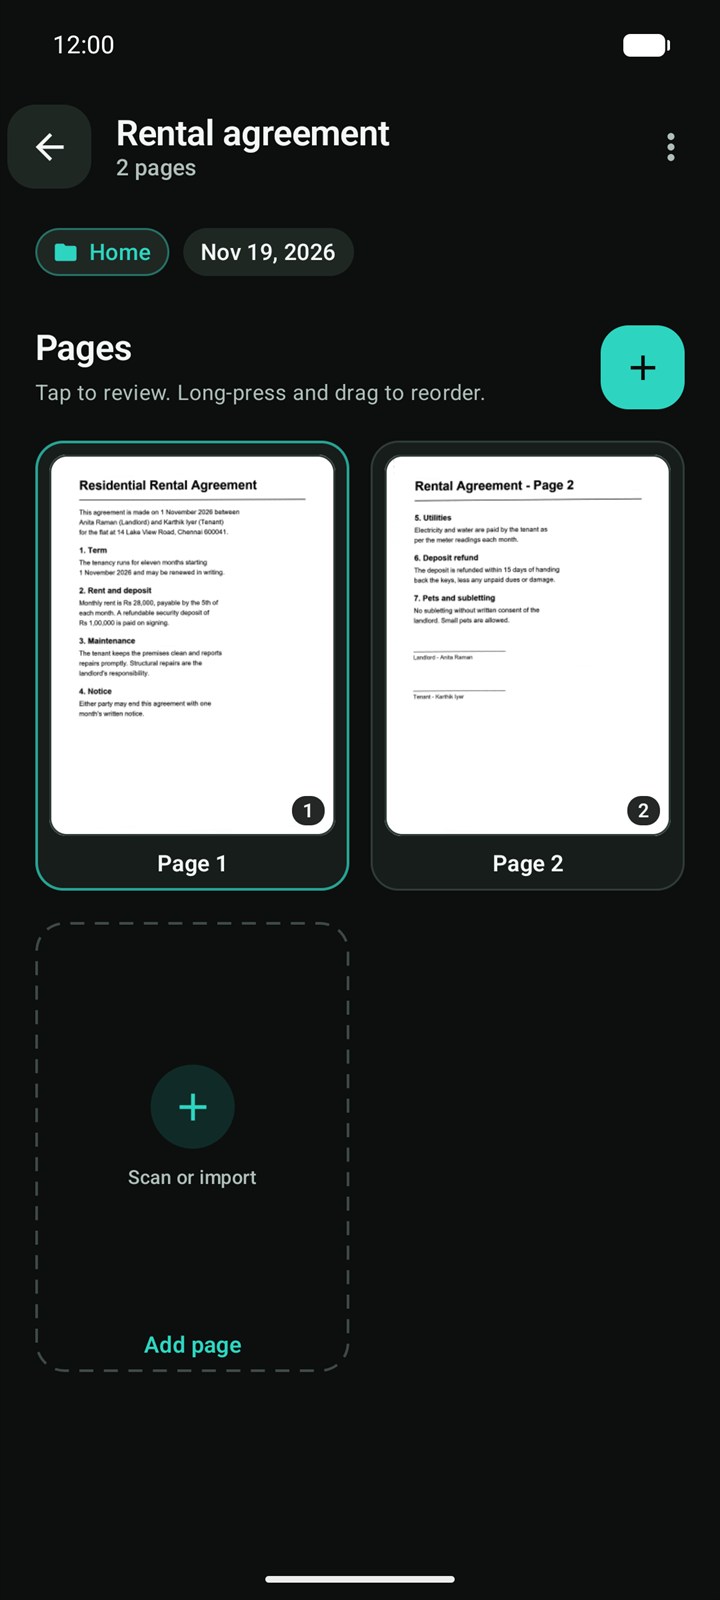 12:00
Rental agreement
2 pages
Home
Nov 19, 2026
Pages
Tap to review. Long-press and drag to reorder.
Residential Rental Agreement
This agreement is made on 1 November 2026 between
Anita Raman (Landlord) and Karthik Iyer (Tenant)
for the flat at 14 Lake View Road, Chennai 600041.
1. Term
The tenancy runs for eleven months starting
1 November 2026 and may be renewed in writing.
2. Rent and deposit
Monthly rent is Rs 28,000, payable by the 5th of
each month. A refundable security deposit of
Rs 1,00,000 is paid on signing.
3. Maintenance
The tenant keeps the premises clean and reports
repairs promptly. Structural repairs are the
landlord's responsibility.
4. Notice
Either party may end this agreement with one
month's written notice.
1
Page 1
Rental Agreement - Page 2
5. Utilities
Electricity and water are paid by the tenant as
per the meter readings each month.
6. Deposit refund
The deposit is refunded within 15 days of handing
back the keys, less any unpaid dues or damage.
7. Pets and subletting
No subletting without written consent of the
landlord. Small pets are allowed.
Landlord - Anita Raman
Tenant - Karthik Iyer
2
Page 2
Scan or import
Add page